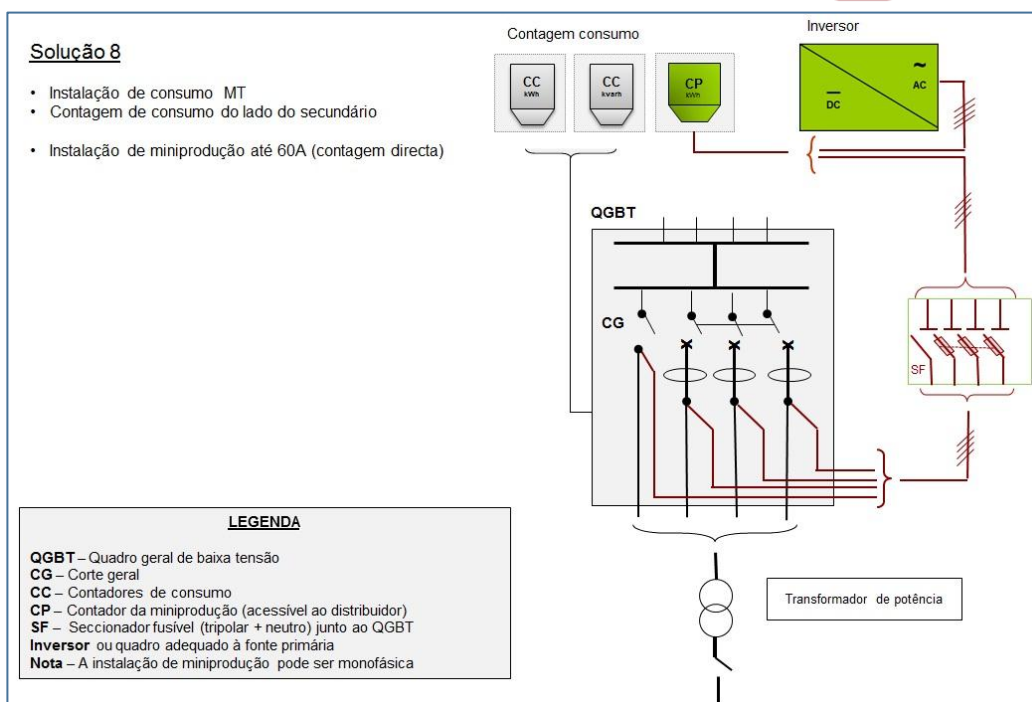 Solução 8
• Instalação de consumo MT
• Contagem de consumo do lado do secundário
• Instalação de miniprodução até 60A (contagem directa)
Contagem consumo
Inversor
CC
kWh
CC
kvarh
CP
kWh
~
AC
DC
QGBT
CG
SF
Transformador de potência
LEGENDA
QGBT – Quadro geral de baixa tensão
CG – Corte geral
CC – Contadores de consumo
CP – Contador da miniprodução (acessível ao distribuidor)
SF – Seccionador fusível (tripolar + neutro) junto ao QGBT
Inversor ou quadro adequado à fonte primária
Nota – A instalação de miniprodução pode ser monofásica